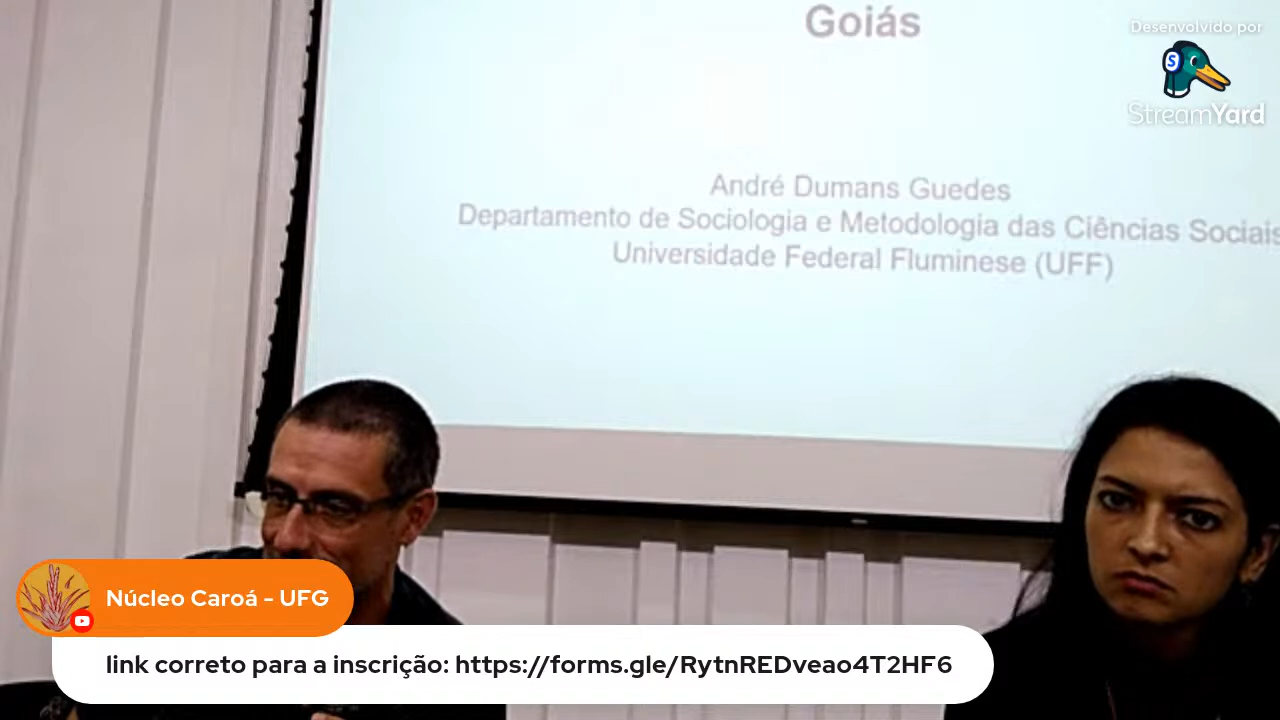 Goiás
Desenvolvido por
S
StreamYard
André Dumans Guedes
Departamento de Sociologia e Metodologia das Ciências Sociais
Universidade Federal Fluminese (UFF)
Núcleo Caroá - UFG
link correto para a inscrição: https://forms.gle/RytnREDveao4T2HF6